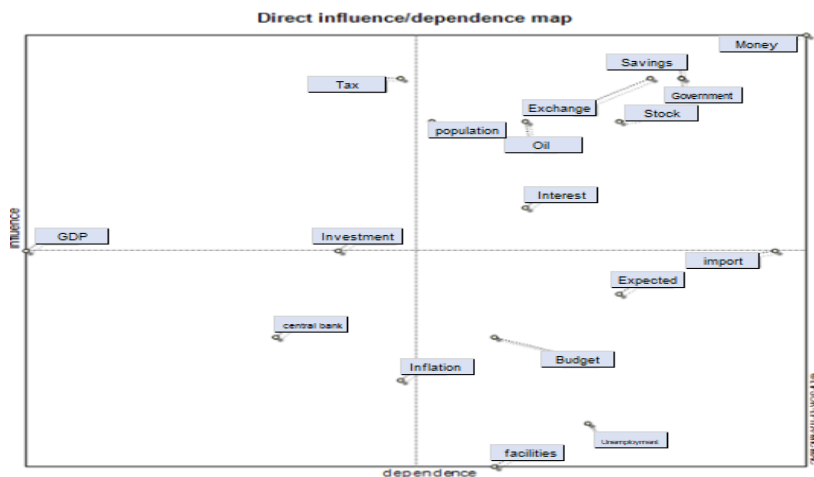 Direct influence/dependence map
Money
Savings
Tax
Government
Exchange
Stock
population
Oil
Interest
influence
GDP
Investment
import
Expected
central bank
Budget
Inflation
Unemployment
facilities
dependence